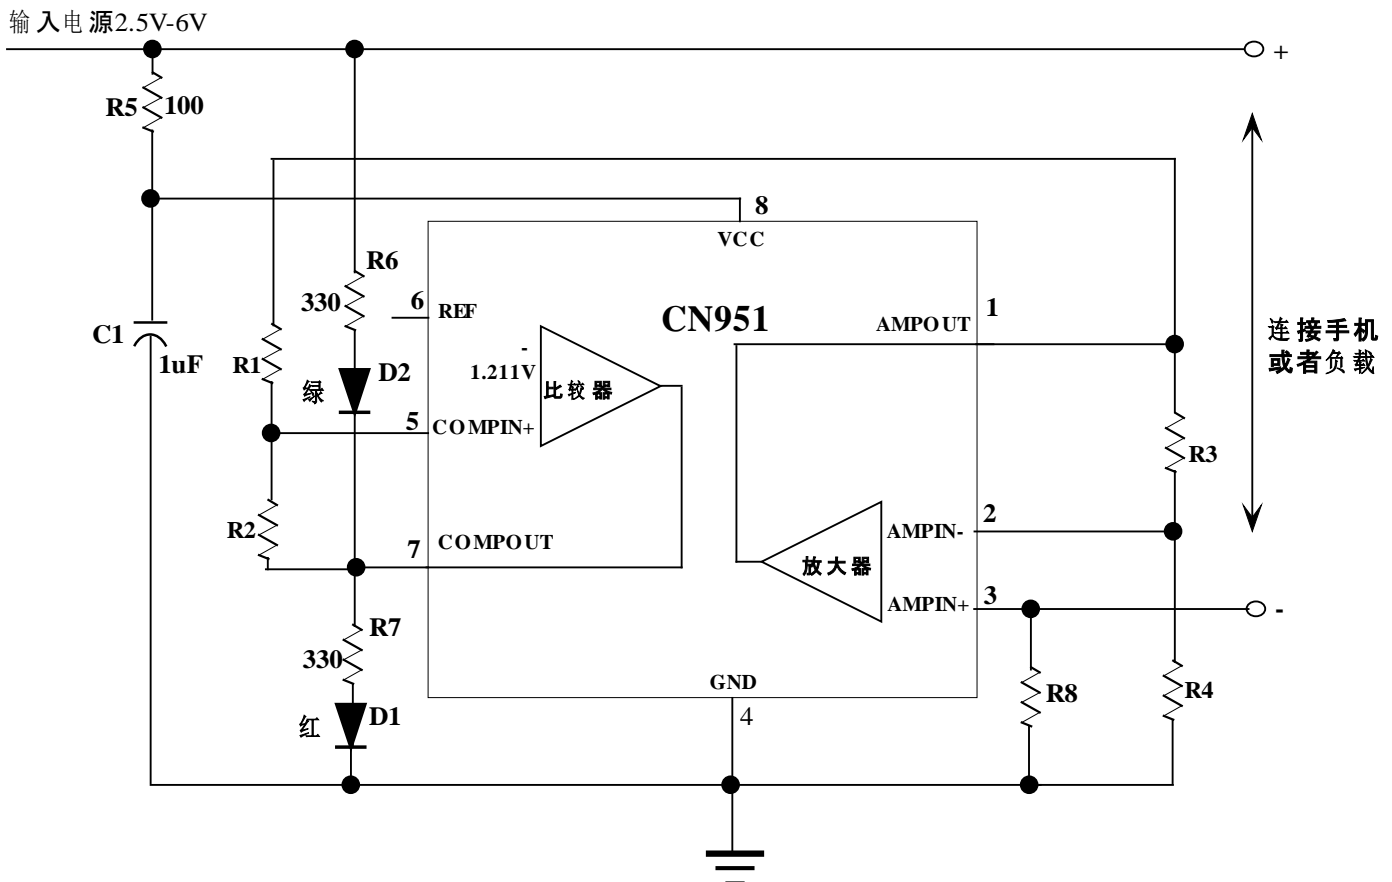 输入电源2.5V-6V
+
R5
100
8
VCC
R6
330
6
REF
CN951
1
AMPOUT
C1
1uF
R1
-
1.211V
比较器
D2
绿
5
COMPIN+
连接手机
或者负载
R3
R2
7
COMPOUT
2
AMPIN-
放大器
3
AMPIN+
-
R7
330
GND
4
R8
R4
红
D1